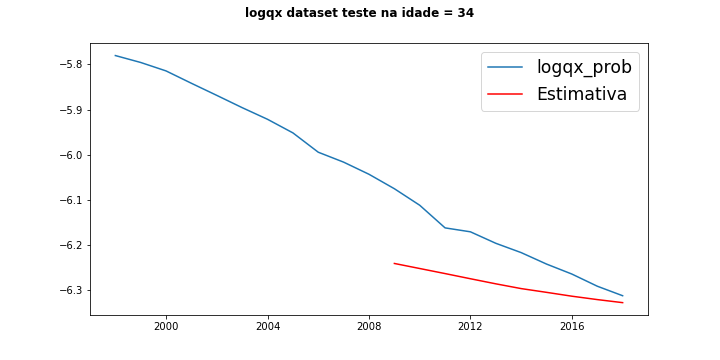 logqx dataset teste na idade = 34
logqx_prob
Estimativa
−5.8
−5.9
−6.0
−6.1
−6.2
−6.3
2000 2004 2008 2012 2016